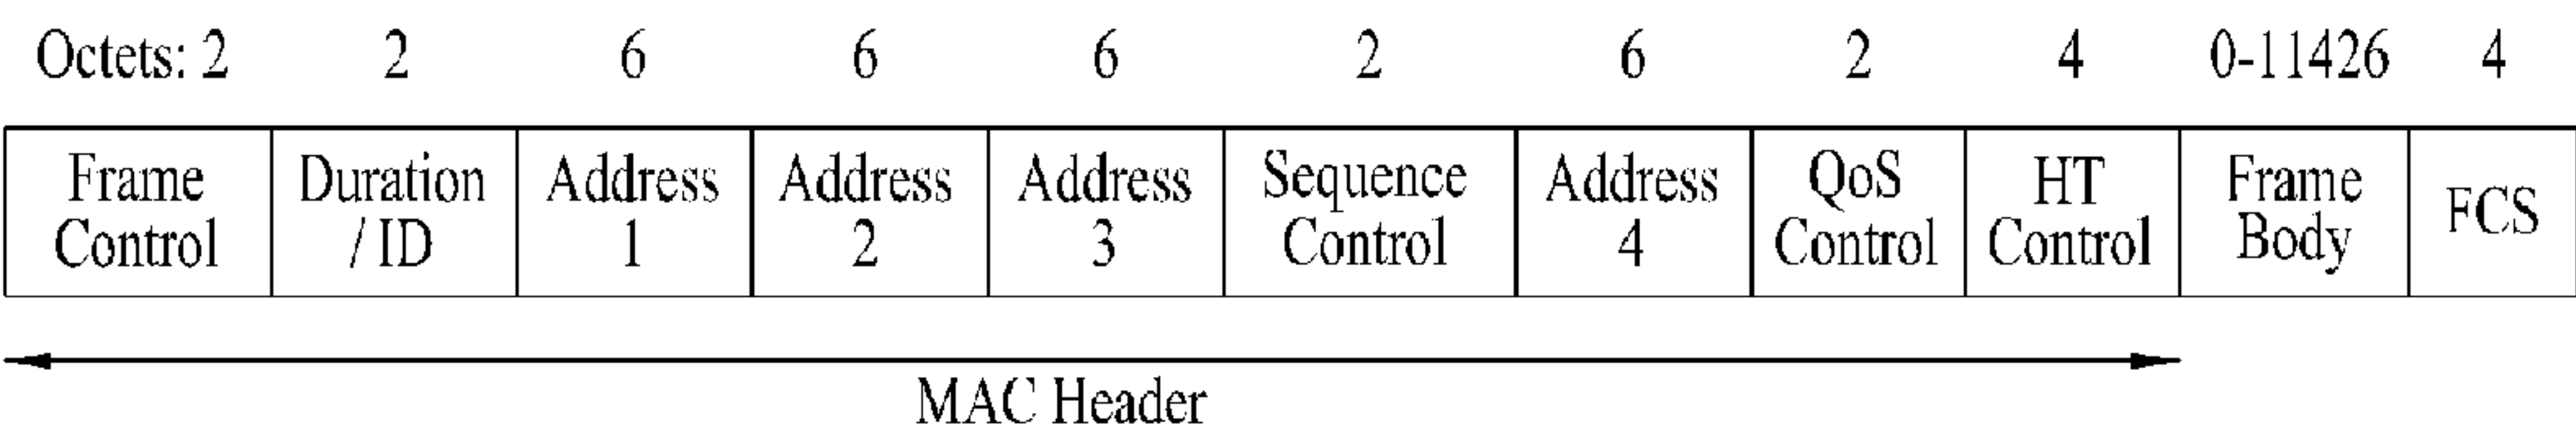 Octets: 2 2 6 6 6 2 6 2 4 0-11426 4
Frame Control
Duration / ID
Address 1
Address 2
Address 3
Sequence Control
Address 4
QoS Control
HT Control
Frame Body
FCS
MAC Header